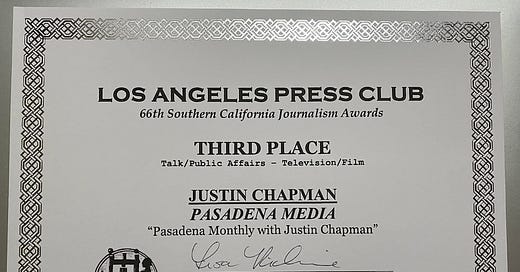 LOS ANGELES PRESS CLUB
66th Southern California Journalism Awards
THIRD PLACE
Talk/Public Affairs – Television/Film
JUSTIN CHAPMAN
PASADENA MEDIA
“Pasadena Monthly with Justin Chapman”